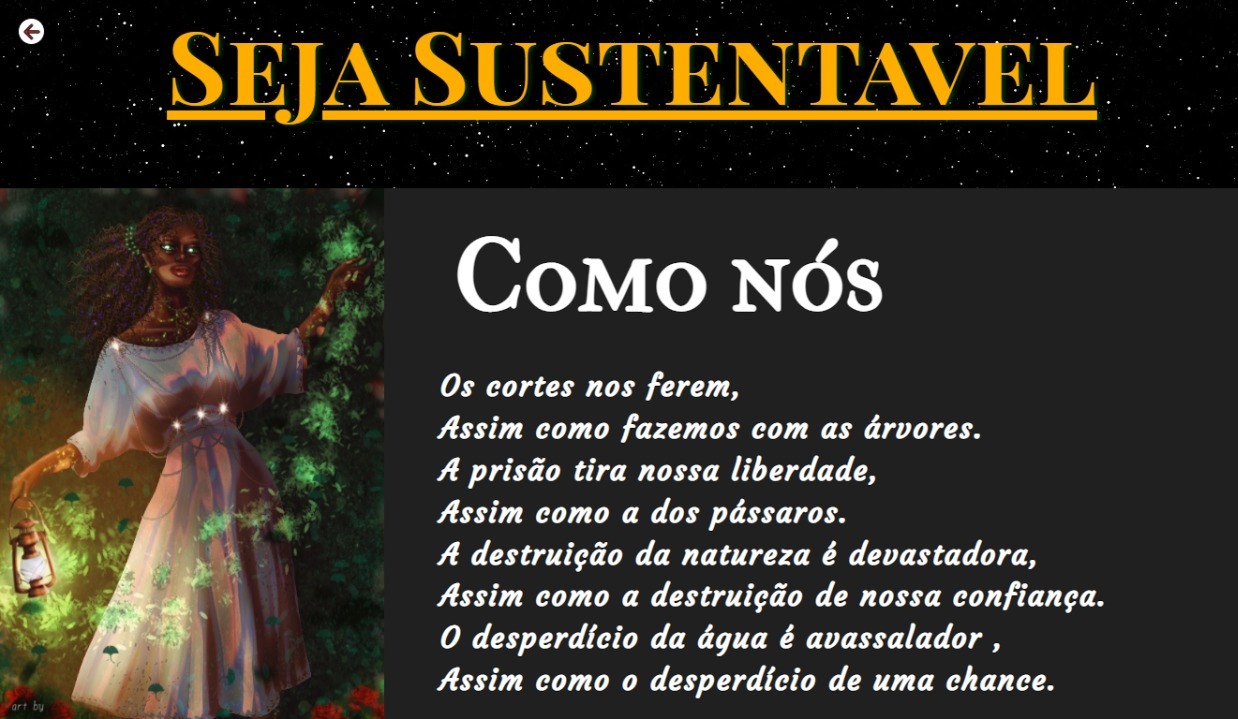 Seja Sustentavel
Como nós
Os cortes nos ferem,
Assim como fazemos com as árvores.
A prisão tira nossa liberdade,
Assim como a dos pássaros.
A destruição da natureza é devastadora,
Assim como a destruição de nossa confiança.
O desperdício da água é avassalador ,
Assim como o desperdício de uma chance.
art by